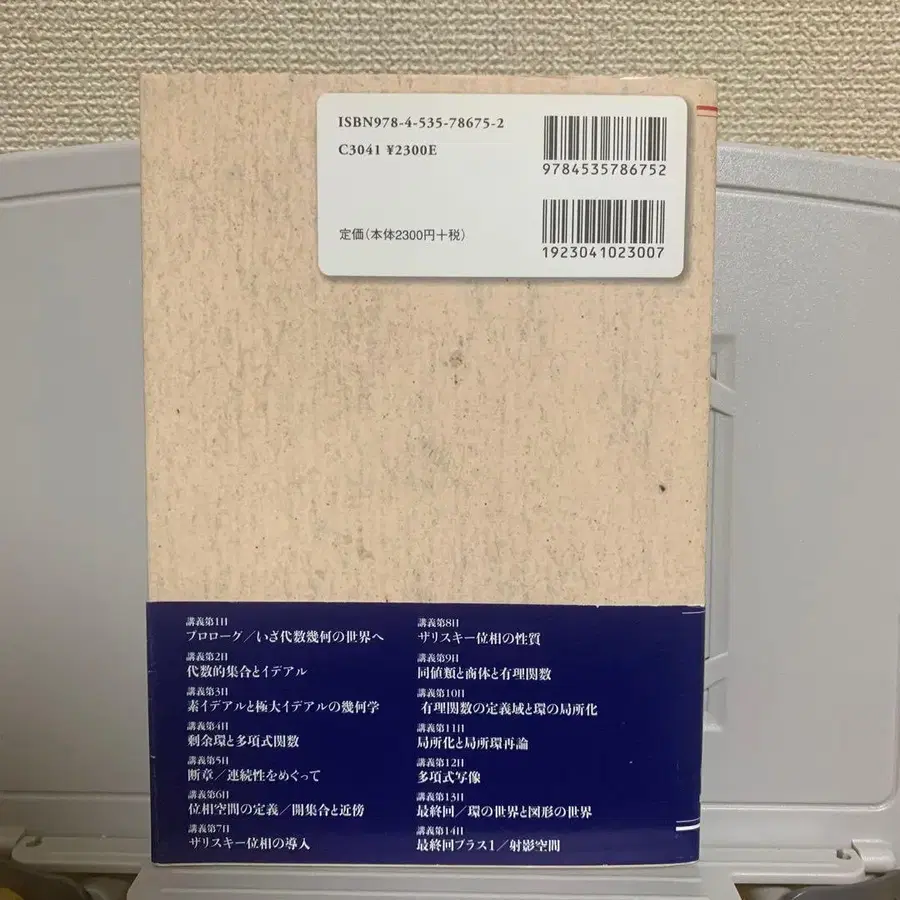 ISBN978-4-535-78675-2
C3041 ¥2300E
定価(本体2300円+税)
9784535786752
1923041023007
講義第1日
プロローグ/いざ代数幾何の世界へ
講義第2日
代数的集合とイデアル
講義第3日
素イデアルと極大イデアルの幾何学
講義第4日
剰余環と多項式関数
講義第5日
断章/連続性をめぐって
講義第6日
位相空間の定義/開集合と近傍
講義第7日
ザリスキー位相の導入
講義第8日
ザリスキー位相の性質
講義第9日
同値類と商体と有理関数
講義第10日
有理関数の定義域と環の局所化
講義第11日
局所化と局所環再論
講義第12日
多項式写像
講義第13日
最終回/環の世界と図形の世界
講義第14日
最終回プラス1/射影空間